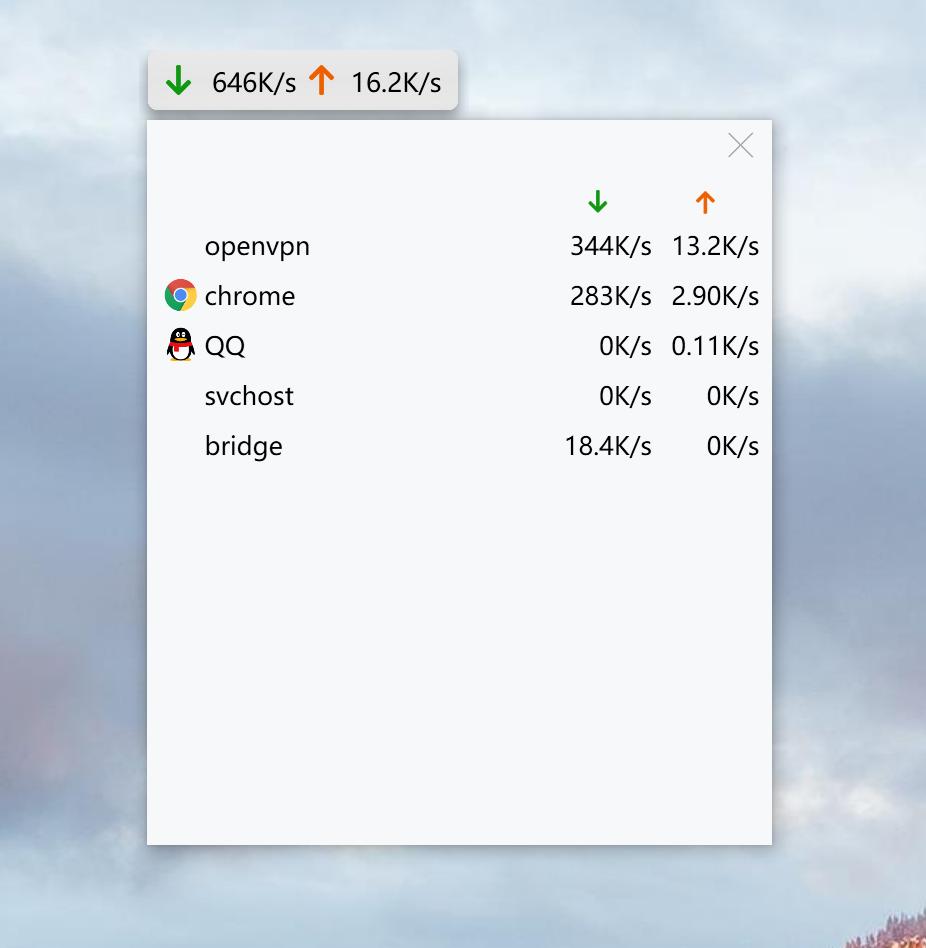 646K/s 16.2K/s
openvpn 344K/s 13.2K/s
chrome 283K/s 2.90K/s
QQ 0K/s 0.11K/s
svchost 0K/s 0K/s
bridge 18.4K/s 0K/s